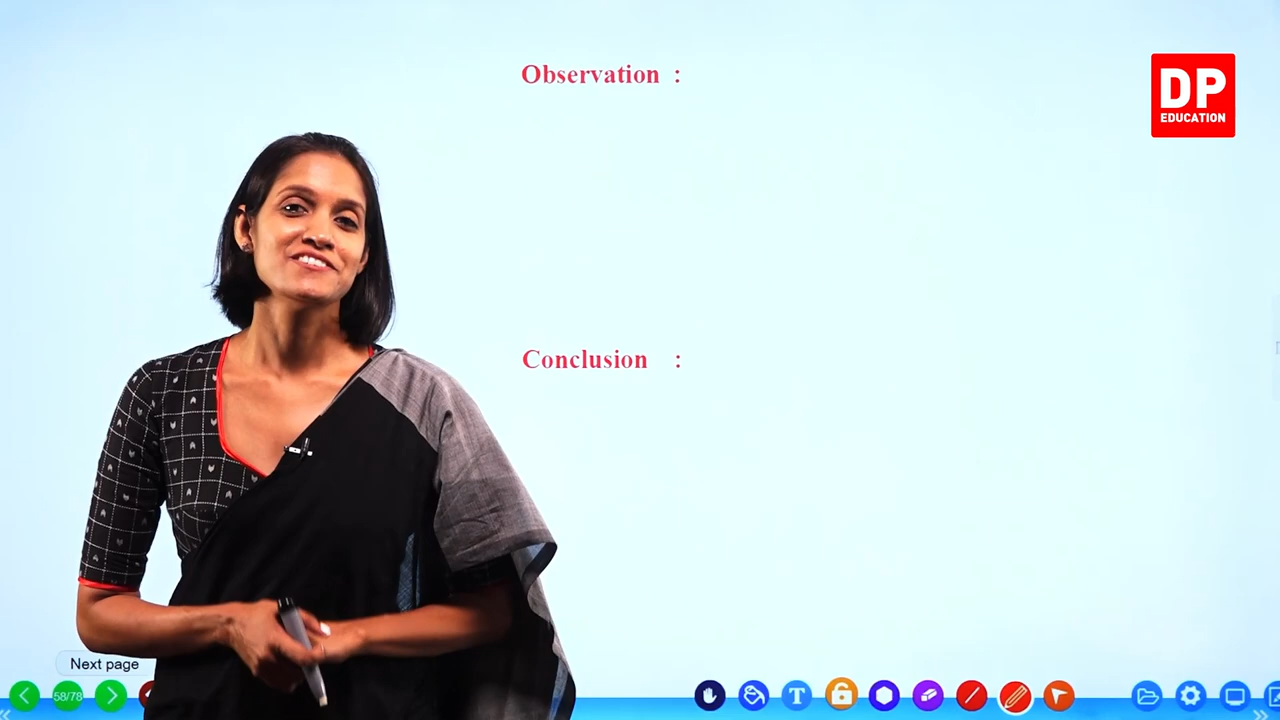 Observation :
DP
EDUCATION
Conclusion :
Next page
58/78
T